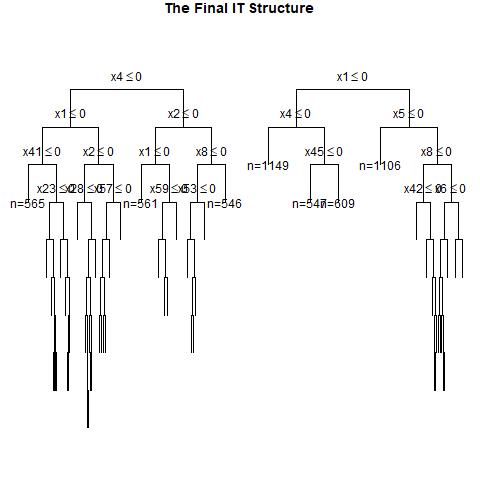 The Final IT Structure
x4 ≤ 0
x1 ≤ 0
x1 ≤ 0
x2 ≤ 0
x4 ≤ 0
x5 ≤ 0
x41 ≤ 0
x2 ≤ 0
x1 ≤ 0
x8 ≤ 0
n=1149
x45 ≤ 0
n=1106
x8 ≤ 0
n=565
x23 ≤ 0
x28 ≤ 0
x57 ≤ 0
n=561
x59 ≤ 0
x53 ≤ 0
n=546
n=609
x42 ≤ 0
x6 ≤ 0